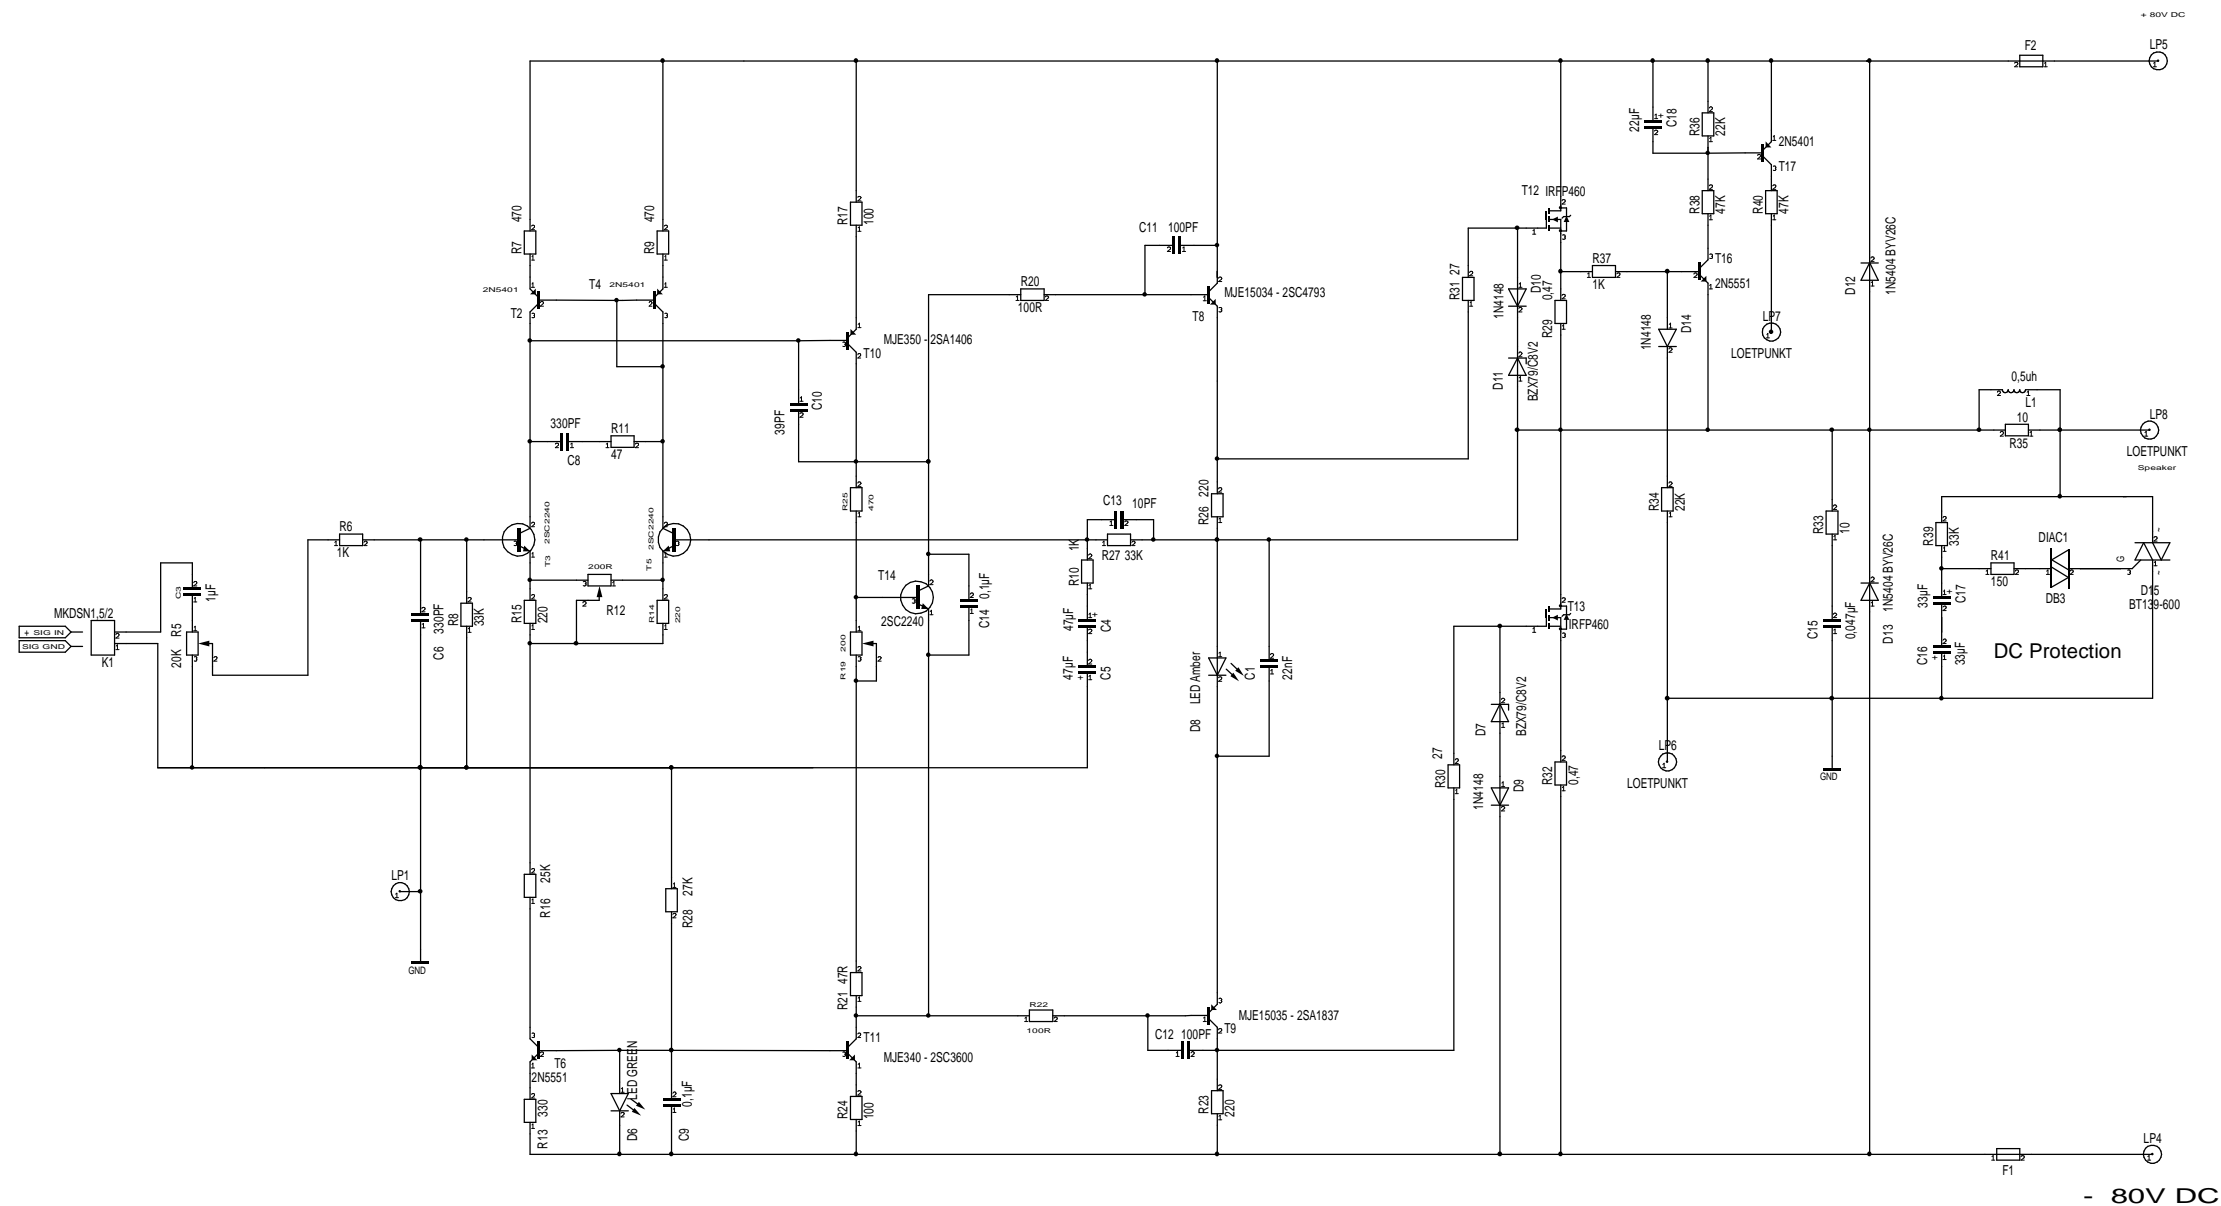 + 80V DC
F2
LP5
22µF
C18
R36
22K
2N5401
T17
R38
47K
R40
47K
T12 IRFP460
470
R7
470
R9
R17
100
C11 100PF
T4 2N5401
2N5401
T2
R20
100R
MJE15034 - 2SC4793
T8
R31 27
1N4148
D10
0,47
R29
R37
1K
T16
2N5551
D12
1N5404 BYV26C
1N4148
D14
LP7
LOETPUNKT
MJE350 - 2SA1406
T10
D11
BZX79/C8V2
39PF
C10
0,5uh
L1
10
R35
LP8
LOETPUNKT
Speaker
330PF
C8
R11
47
R25
470
C13 10PF
R26 220
R34
22K
R33
10
R6
1K
2SC2240
T3
2SC2240
T5
R27 33K
1K
R10
R39
33K
DIAC1
DB3
R41
150
G
D15
BT139-600
C3
1µF
MKDSN1,5/2
+ SIG IN
SIG GND
K1
R5
20K
330PF
C6
R8
33K
R15
220
200R
R12
R14
220
T14
2SC2240
0,1µF
C14
200
R19
47µF
C4
47µF
C5
LED Amber
D8
C1
22nF
T13
IRFP460
C15
0,047µF
D13
1N5404 BYV26C
33µF
C17
C16
33µF
DC Protection
D7
BZX79/C8V2
R30 27
1N4148
D9
R32
0,47
LP6
LOETPUNKT
GND
LP1
GND
25K
R16
27K
R28
R21 47R
R22
100R
MJE15035 - 2SA1837
T9
C12 100PF
T11
MJE340 - 2SC3600
T6
2N5551
LED GREEN
D6
0,1µF
C9
330
R13
R24
100
R23
220
F1
LP4
- 80V DC